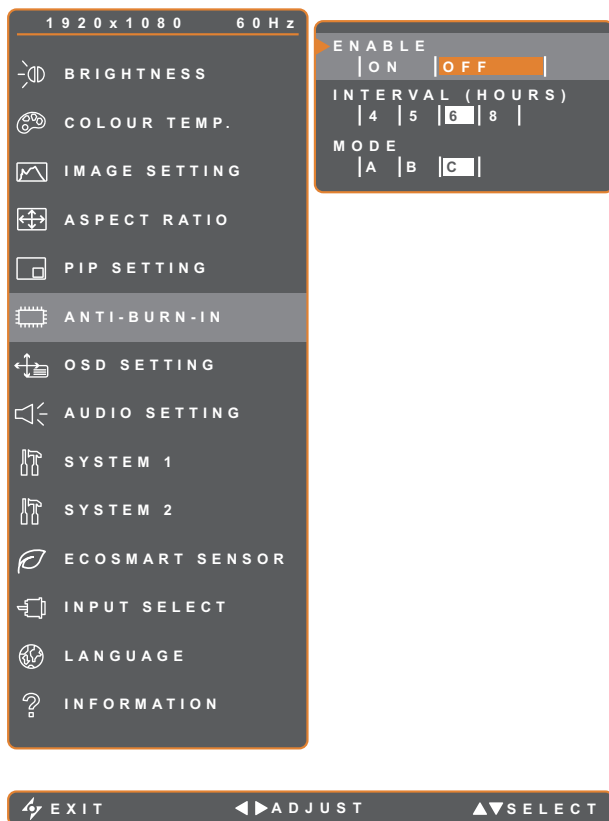 1920x1080 60Hz
BRIGHTNESS
COLOUR TEMP.
IMAGE SETTING
ASPECT RATIO
PIP SETTING
ANTI-BURN-IN
OSD SETTING
AUDIO SETTING
SYSTEM 1
SYSTEM 2
ECOSMART SENSOR
INPUT SELECT
LANGUAGE
INFORMATION
ENABLE
ON OFF
INTERVAL (HOURS)
4 5 6 8
MODE
A B C
EXIT ADJUST SELECT